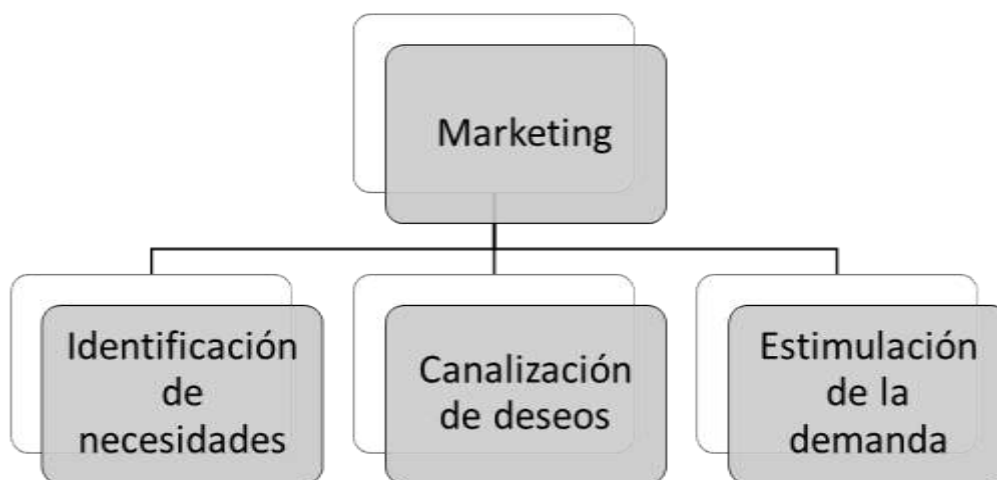 Marketing
Identificación
de
necesidades
Canalización
de deseos
Estimulación
de la
demanda